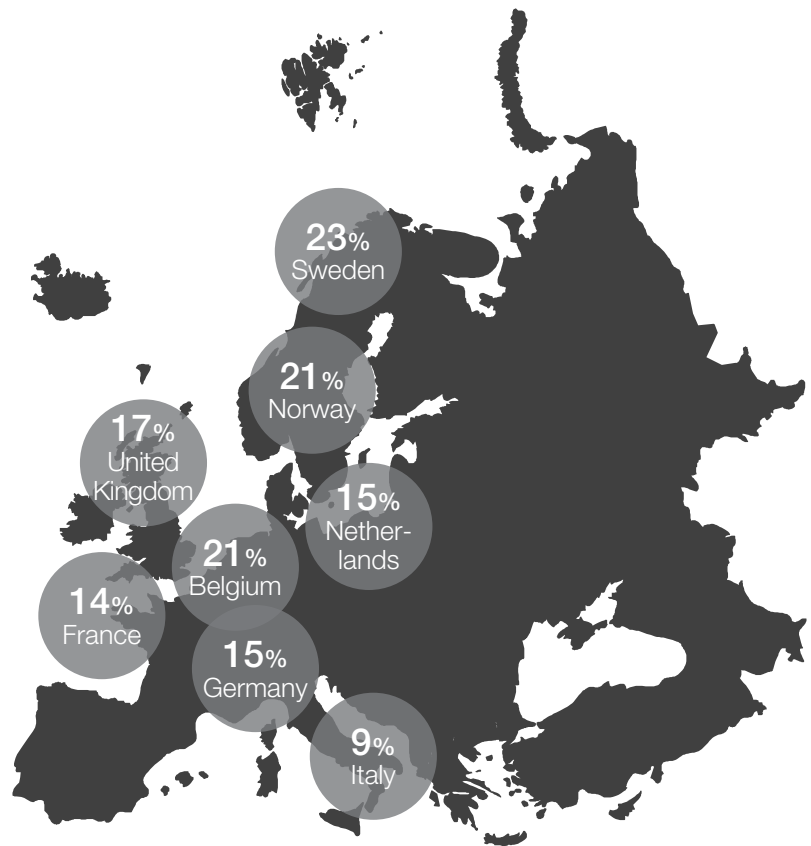 23%
Sweden
21%
Norway
17%
United
Kingdom
15%
Nether-
lands
21%
Belgium
14%
France
15%
Germany
9%
Italy